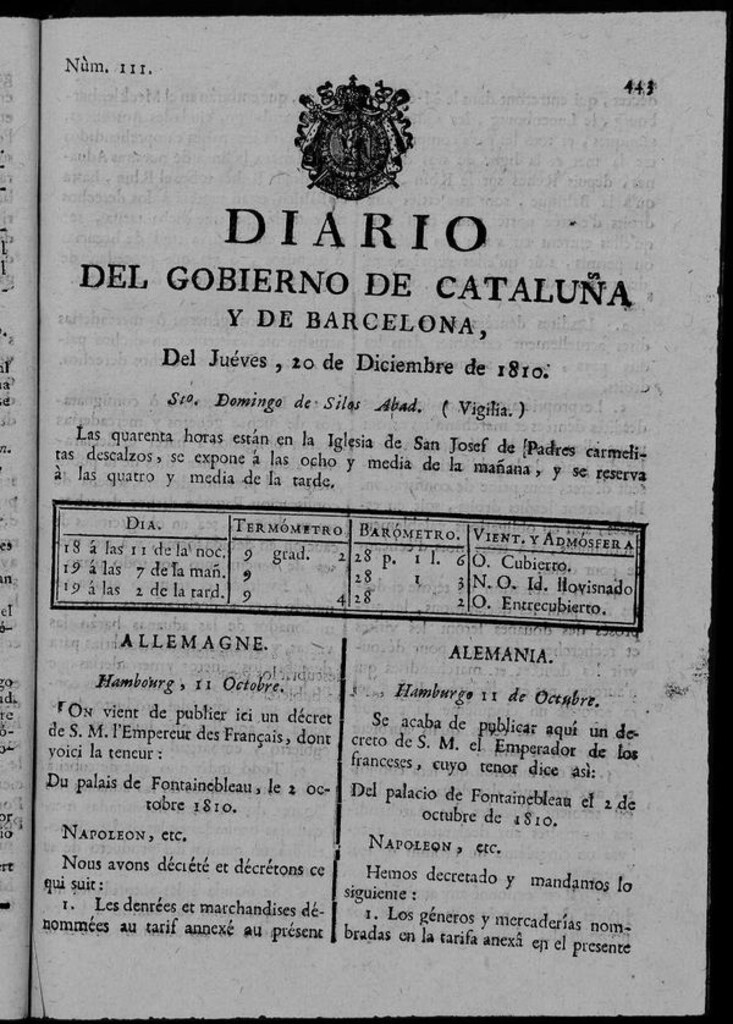 Nùm. 111.
443
DIARIO
DEL GOBIERNO DE CATALUÑA
Y DE BARCELONA,
Del Juéves, 20 de Diciembre de 1810.
Sto. Domingo de Silos Abad. ( Vigilia. )
Las quarenta horas están en la Iglesia de San Josef de Padres carmeli-
tas descalzos, se expone á las ocho y media de la mañana, y se reserva
à las quatro y media de la tarde.
DIA. TERMÓMETRO BARÓMETRO. VIENT. Y ADMÓSFERA
18 á las 11 de la noc. 9 grad. 2 28 p. 1 l. 6 O. Cubierto.
19 á las 7 de la mañ. 9 28 1 3 N. O. Id. llovisnado
19 á las 2 de la tard. 9 4 28 2 O. Entrecubierto.
ALLEMAGNE.
Hambourg, 11 Octobre.
ON vient de publier ici un décret
de S. M. l'Empereur des Français, dont
voici la teneur :
Du palais de Fontainebleau, le 2 oc-
tobre 1810.
NAPOLEON, etc.
Nous avons décrété et décrétons ce
qui suit :
1. Les denrées et marchandises dé-
nommées au tarif annexé au présent
ALEMANIA.
Hamburgo 11 de Octubre.
Se acaba de publicar aquí un de-
creto de S. M. el Emperador de los
franceses, cuyo tenor dice asi:
Del palacio de Fontainebleau el 2 de
octubre de 1810.
NAPOLEON, etc.
Hemos decretado y mandamos lo
siguiente :
1. Los géneros y mercaderías nom-
bradas en la tarifa anexâ en el presente